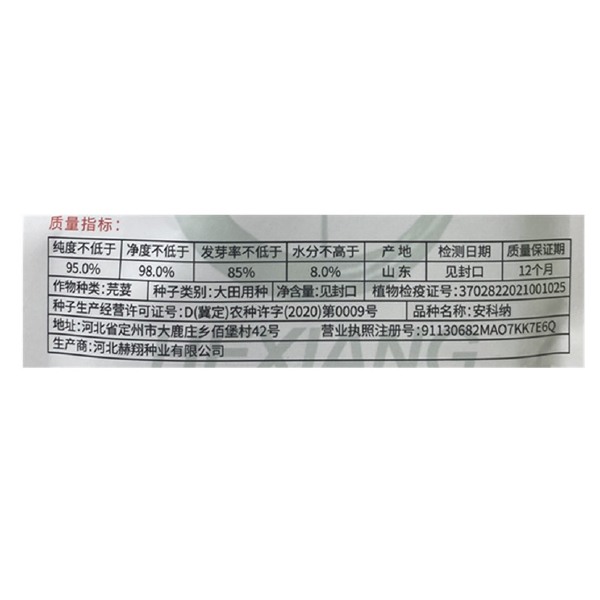 质量指标：
纯度不低于 净度不低于 发芽率不低于 水分不高于 产 地 检测日期 质量保证期
95.0% 98.0% 85% 8.0% 山 东 见封口 12个月
作物种类：芫荽 种子类别：大田用种 净含量：见封口 植物检疫证号：3702822021001025
种子生产经营许可证号：D(冀定)农种许字(2020)第0009号 品种名称：安科纳
地址：河北省定州市大鹿庄乡佰堡村42号 营业执照注册号：91130682MAO7KK7E6Q
生产商：河北赫翔种业有限公司